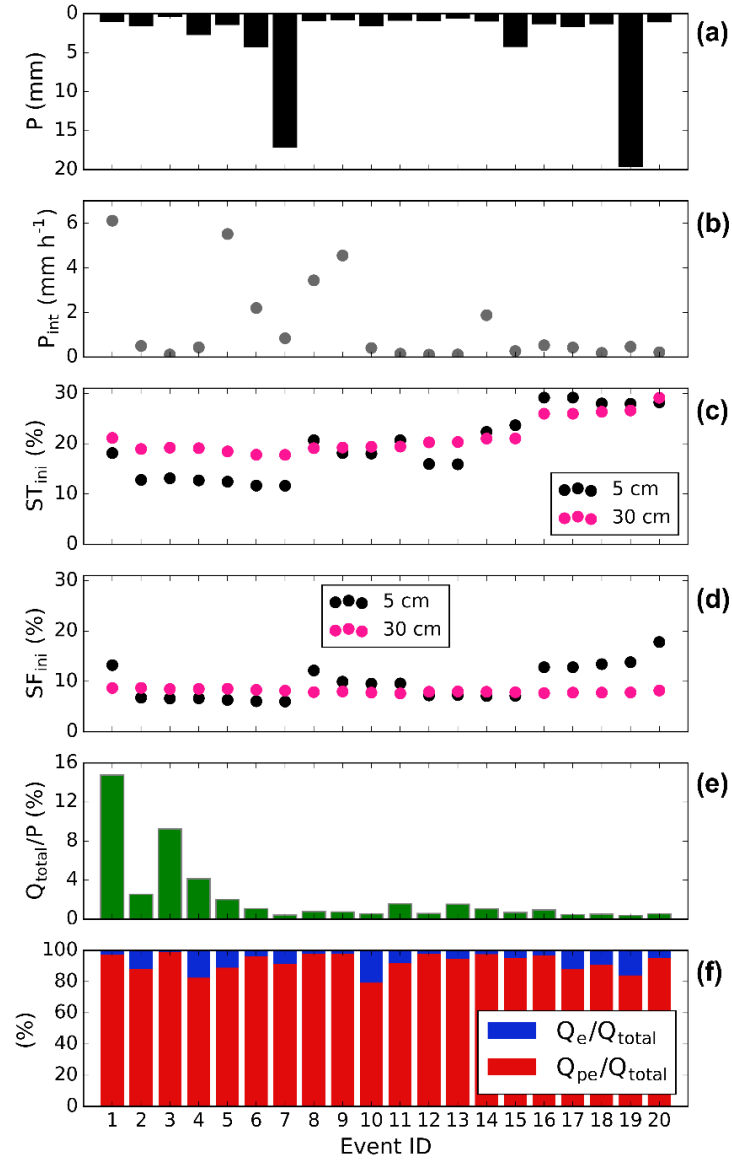 0
5
10
15
20
P (mm)
(a)
6
4
2
0
P_int (mm h⁻¹)
(b)
30
20
10
0
ST_ini (%)
5 cm
30 cm
(c)
30
20
10
0
SF_ini (%)
5 cm
30 cm
(d)
16
12
8
4
0
Q_total/P (%)
(e)
100
80
60
40
20
0
(%)
Q_e/Q_total
Q_pe/Q_total
(f)
1 2 3 4 5 6 7 8 9 10 11 12 13 14 15 16 17 18 19 20
Event ID